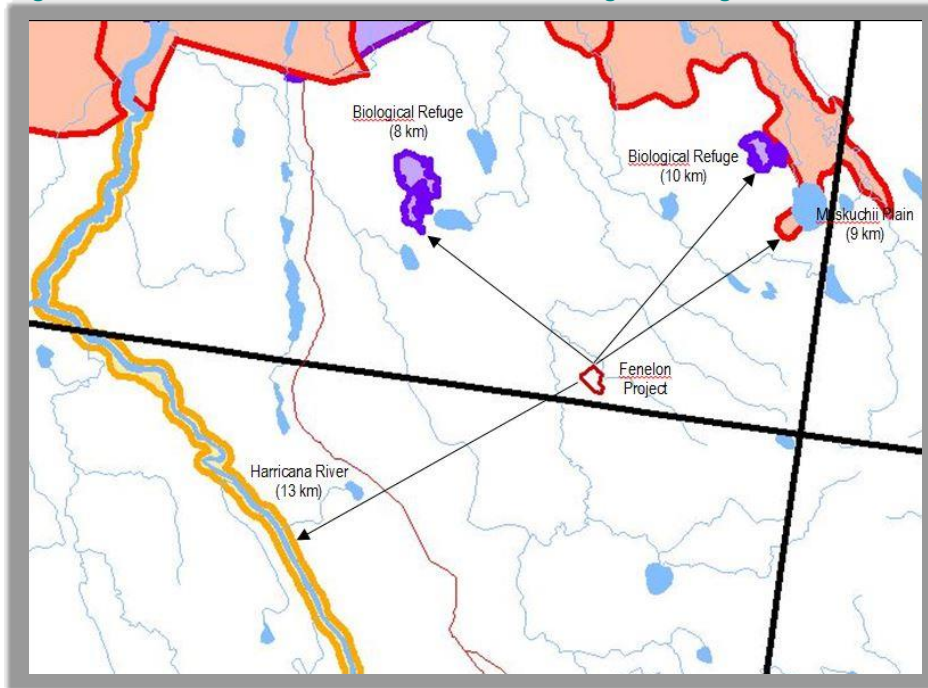 Biological Refuge
(8 km)
Biological Refuge
(10 km)
Muskuchii Plain
(9 km)
Fenelon
Project
Harricana River
(13 km)